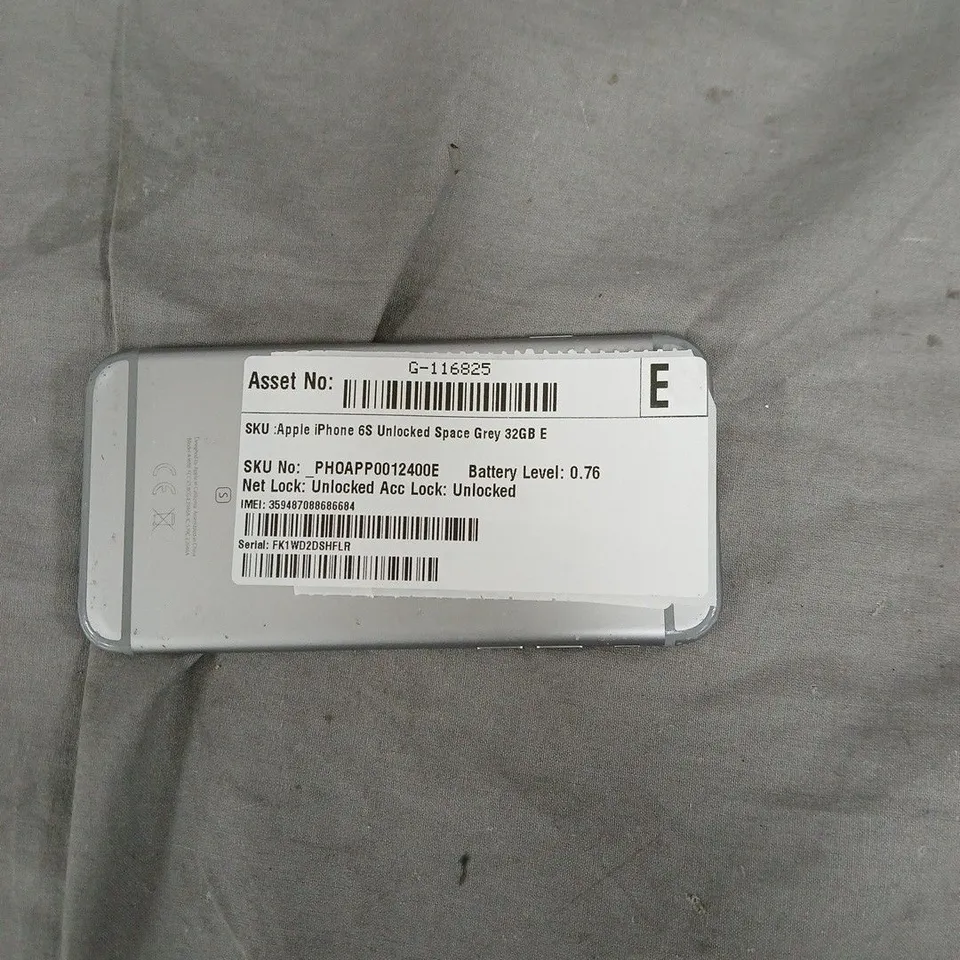 G-116825
Asset No:
E
SKU :Apple iPhone 6S Unlocked Space Grey 32GB E
SKU No: _PHOAPP0012400E Battery Level: 0.76
Net Lock: Unlocked Acc Lock: Unlocked
IMEI: 359487088686684
Serial: FK1WD2DSHFLR
S
CE